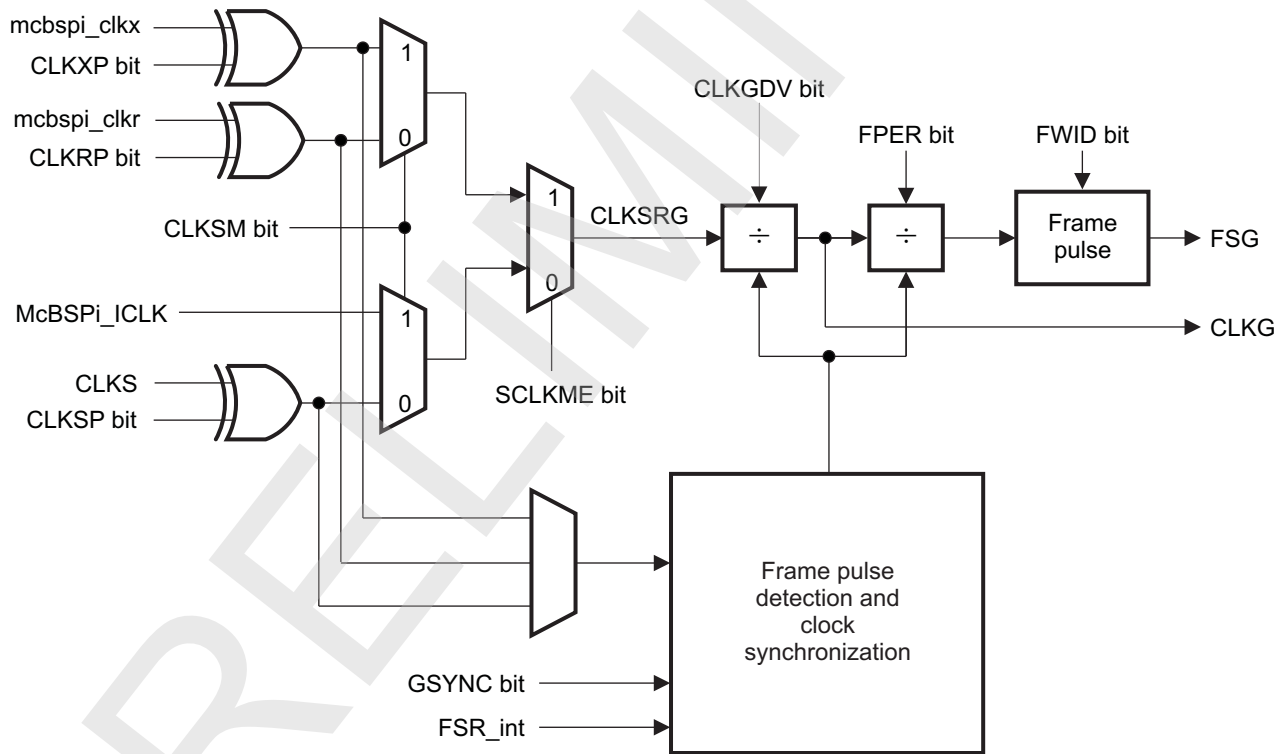 mcbspi_clkx
CLKXP bit
mcbspi_clkr
CLKRP bit
CLKSM bit
McBSPi_ICLK
CLKS
CLKSP bit
1
0
1
0
1
0
SCLKME bit
CLKSRG
CLKGDV bit
÷
FPER bit
÷
FWID bit
Frame
pulse
FSG
CLKG
Frame pulse
detection and
clock
synchronization
GSYNC bit
FSR_int
RELIMI